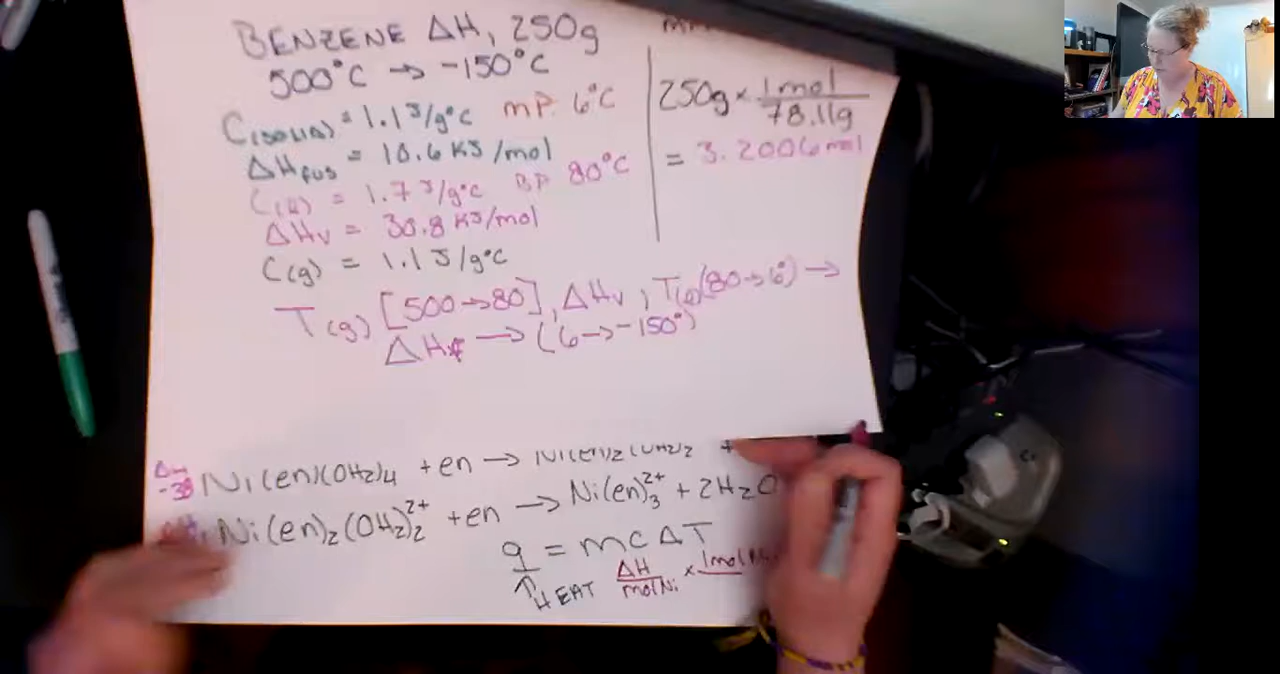 BENZENE ΔH, 250g
500°C → -150°C
C(SOLID) = 1.1 J/g°C mP. 6°C
ΔHFUS = 10.6 KJ/mol
C(l) = 1.7 J/g°C BP 80°C
ΔHv = 30.8 KJ/mol
C(g) = 1.1 J/g°C
250g × 1mol
78.11g
= 3.2006 mol
T(g) [500→80], ΔHv, T(l)(80→6°) →
ΔHf → (6→-150°)
Ni(en)(OH2)4 + en → Ni(en)2(OH2)2 +
Ni(en)2(OH2)2 2+ + en → Ni(en)3 2+ + 2H2O
q = mcΔT
↑HEAT ΔH × 1mol
molNi